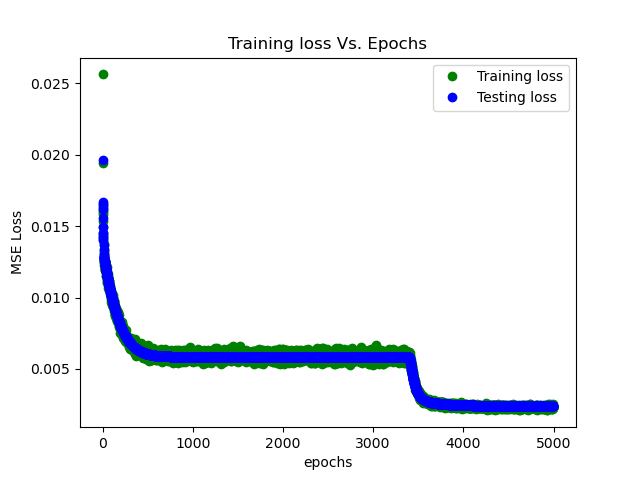 Training loss Vs. Epochs
MSE Loss
0.025
0.020
0.015
0.010
0.005
Training loss
Testing loss
0 1000 2000 3000 4000 5000
epochs